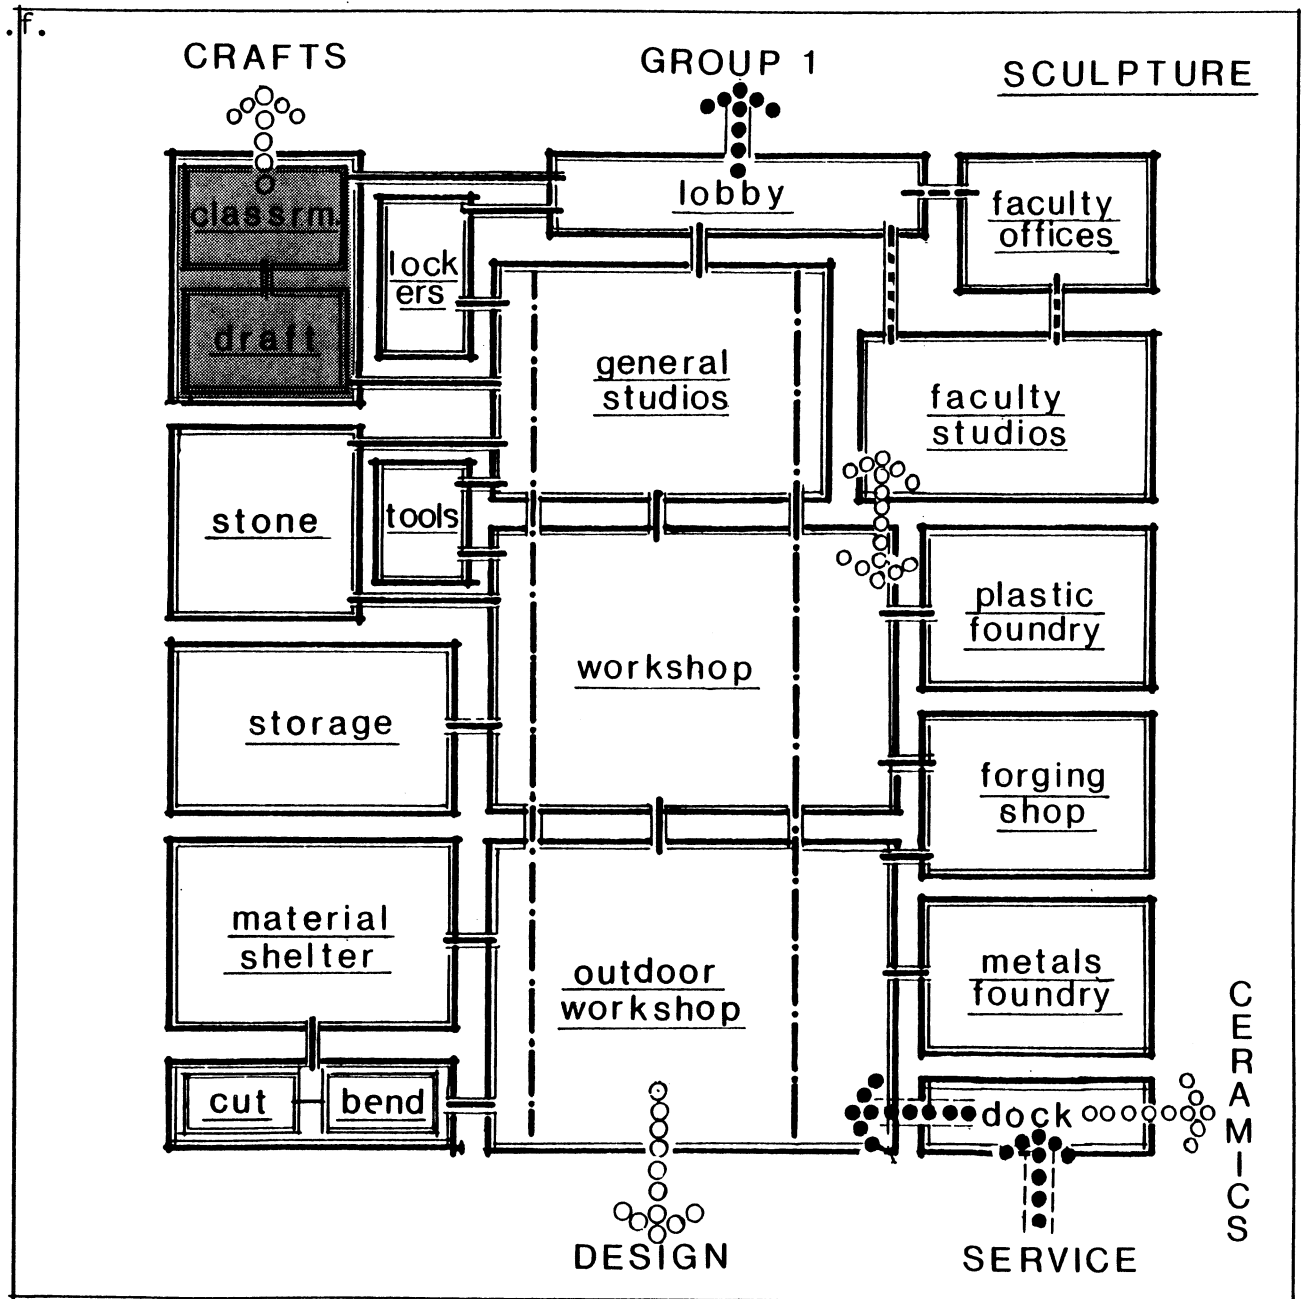 .f.
CRAFTS
GROUP 1
SCULPTURE
classrm.
lobby
faculty
offices
lock
ers
draft
general
studios
faculty
studios
stone
tools
plastic
foundry
workshop
storage
forging
shop
material
shelter
outdoor
workshop
metals
foundry
cut
bend
dock
CERAMICS
DESIGN
SERVICE